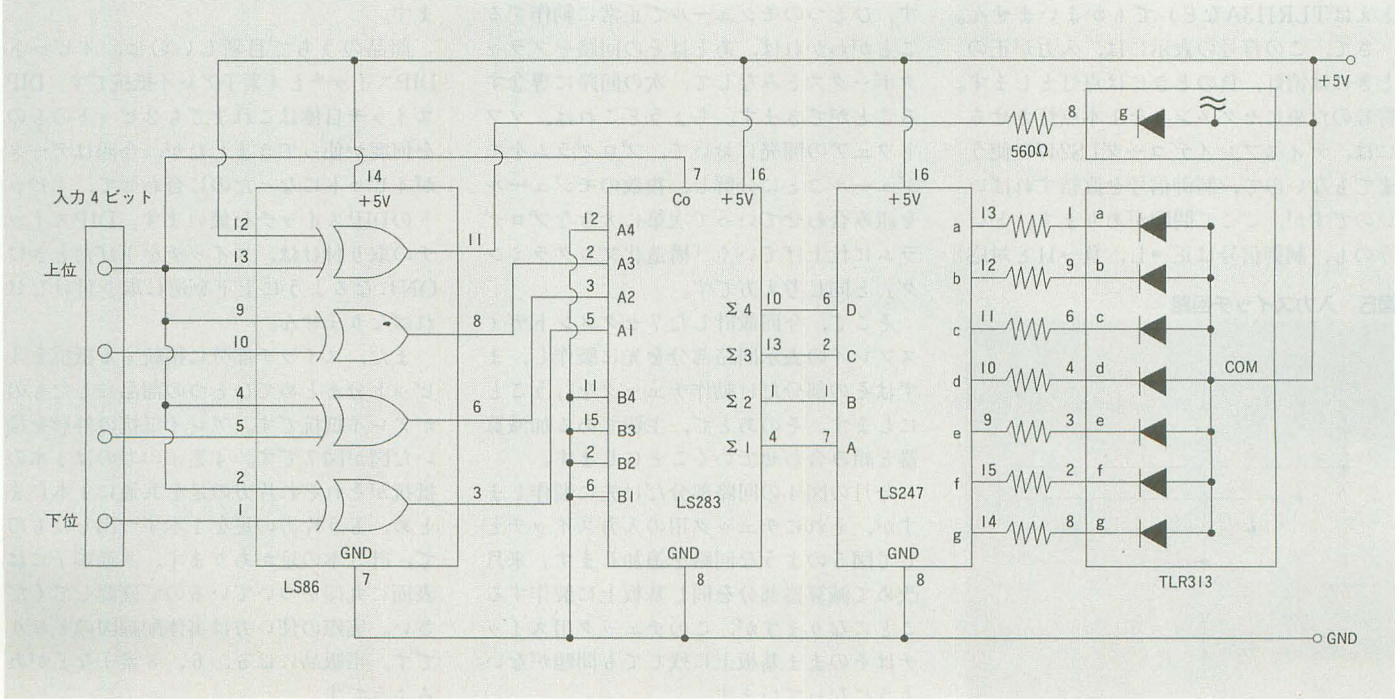 +5V
8
g
560Ω
入力4ビット
上位
下位
14
+5V
12
13
9
10
4
5
2
1
11
8
6
3
GND
7
LS86
7
Co
16
+5V
12
A4
2
A3
3
A2
5
A1
11
B4
15
B3
2
B2
6
B1
Σ4
10
Σ3
13
Σ2
1
Σ1
4
LS283
GND
8
16
+5V
6
D
2
C
1
B
7
A
LS247
GND
8
a
13
1
a
b
12
9
b
c
11
6
c
d
10
4
d
e
9
3
e
f
15
2
f
g
14
8
g
COM
TLR313
GND